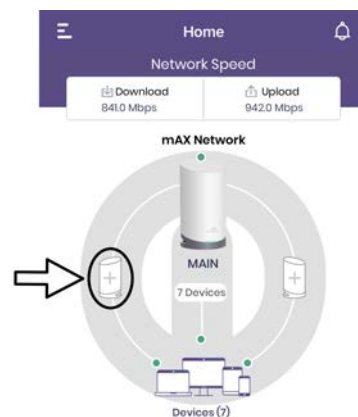 Home
Network Speed
Download
841.0 Mbps
Upload
942.0 Mbps
mAX Network
MAIN
7 Devices
Devices (7)